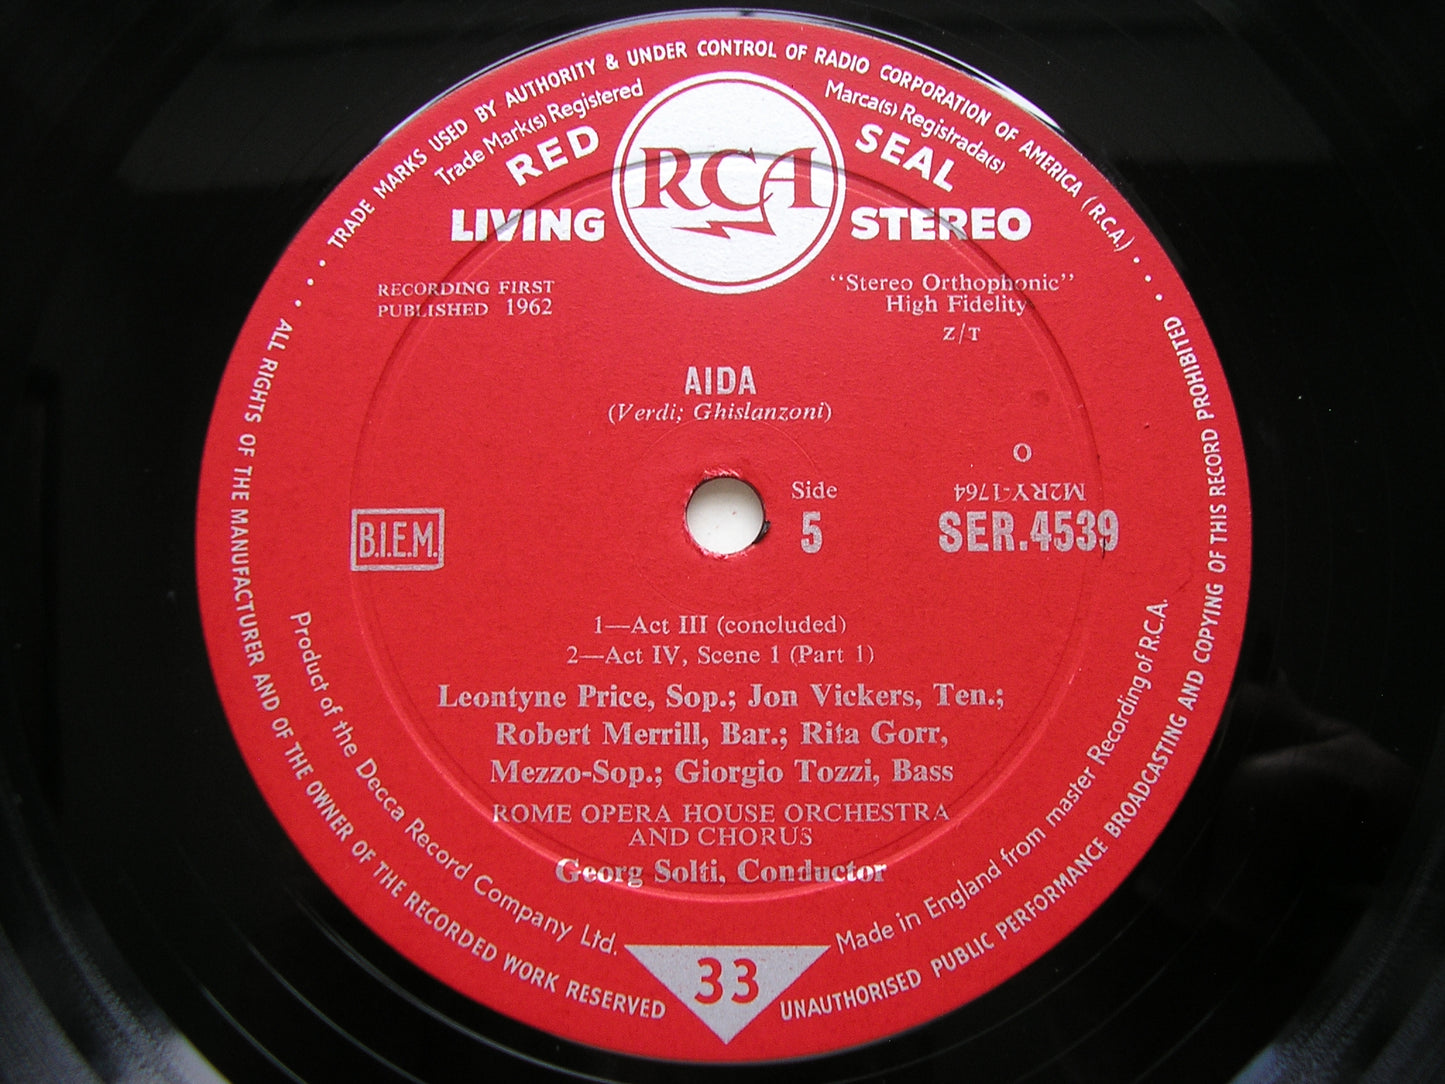 TRADE MARKS USED BY AUTHORITY & UNDER CONTROL OF RADIO CORPORATION OF AMERICA (R.C.A.)
Trade Mark(s) Registered
Marca(s) Registrada(s)
RED SEAL
RCA
LIVING STEREO
RECORDING FIRST
PUBLISHED 1962
"Stereo Orthophonic"
High Fidelity
Z/T
AIDA
(Verdi; Ghislanzoni)
O
M2RY-1764
Side
5
SER.4539
B.I.E.M.
1—Act III (concluded)
2—Act IV, Scene 1 (Part 1)
Leontyne Price, Sop.; Jon Vickers, Ten.;
Robert Merrill, Bar.; Rita Gorr,
Mezzo-Sop.; Giorgio Tozzi, Bass
ROME OPERA HOUSE ORCHESTRA
AND CHORUS
Georg Solti, Conductor
33
Product of the Decca Record Company Ltd.
Made in England from master Recording of R.C.A.
ALL RIGHTS OF THE MANUFACTURER AND OF THE OWNER OF THE RECORDED WORK RESERVED
UNAUTHORISED PUBLIC PERFORMANCE BROADCASTING AND COPYING OF THIS RECORD PROHIBITED